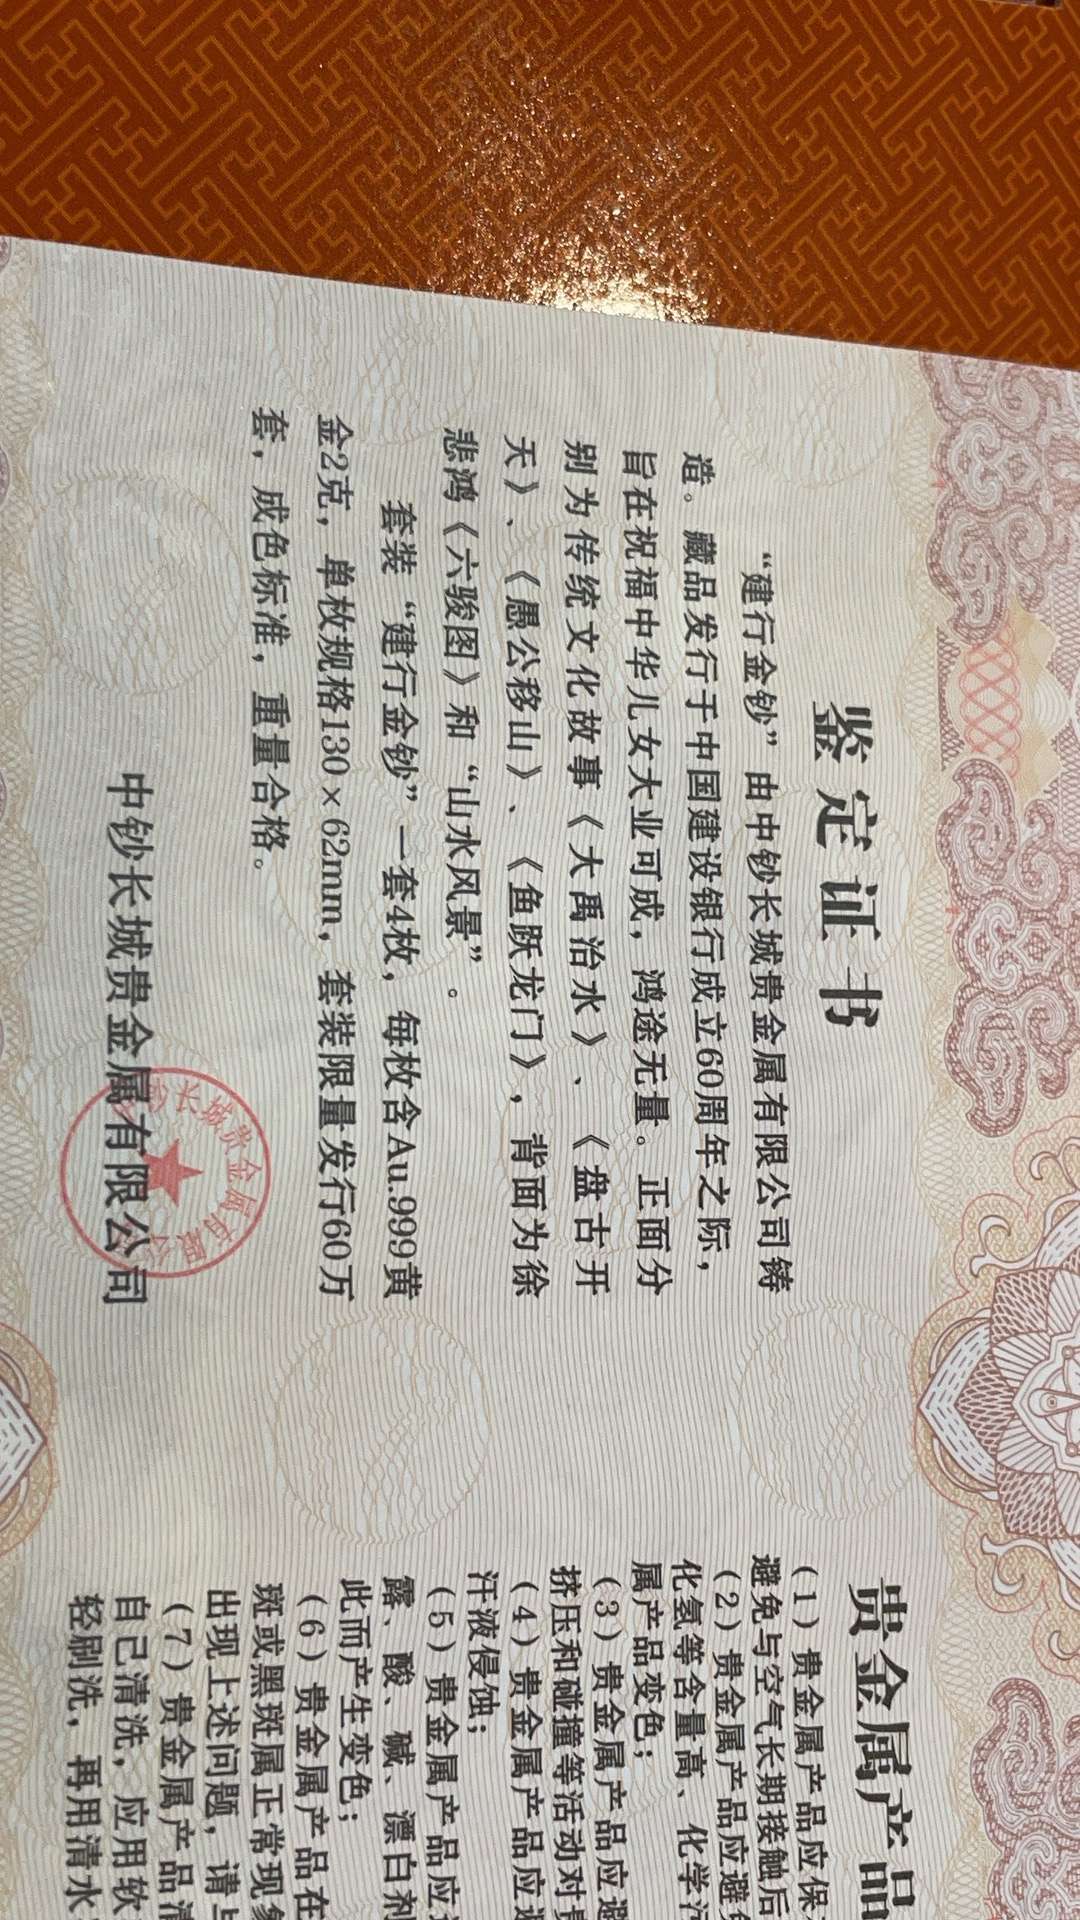 鉴定证书
“建行金钞”由中钞长城贵金属有限公司铸
造。藏品发行于中国建设银行成立60周年之际，
旨在祝福中华儿女大业可成，鸿途无量。正面分
别为传统文化故事《大禹治水》、《盘古开
天》、《愚公移山》、《鱼跃龙门》，背面为徐
悲鸿《六骏图》和“山水风景”。
套装“建行金钞”一套4枚，每枚含Au.999黄
金2克，单枚规格130×62mm，套装限量发行60万
套，成色标准，重量合格。
中钞长城贵金属有限公司
钞长城贵金属有限公
贵金属产品
（1）贵金属产品应保
避免与空气长期接触后
（2）贵金属产品应避免
化氢等含量高、化学污
属产品变色；
（3）贵金属产品应避
挤压和碰撞等活动对
（4）贵金属产品应避
汗液侵蚀；
（5）贵金属产品应
露、酸、碱、漂白剂
此而产生变色；
（6）贵金属产品在
斑或黑斑属正常现象
出现上述问题，请与
（7）贵金属产品清
自己清洗，应用软
轻刷洗，再用清水